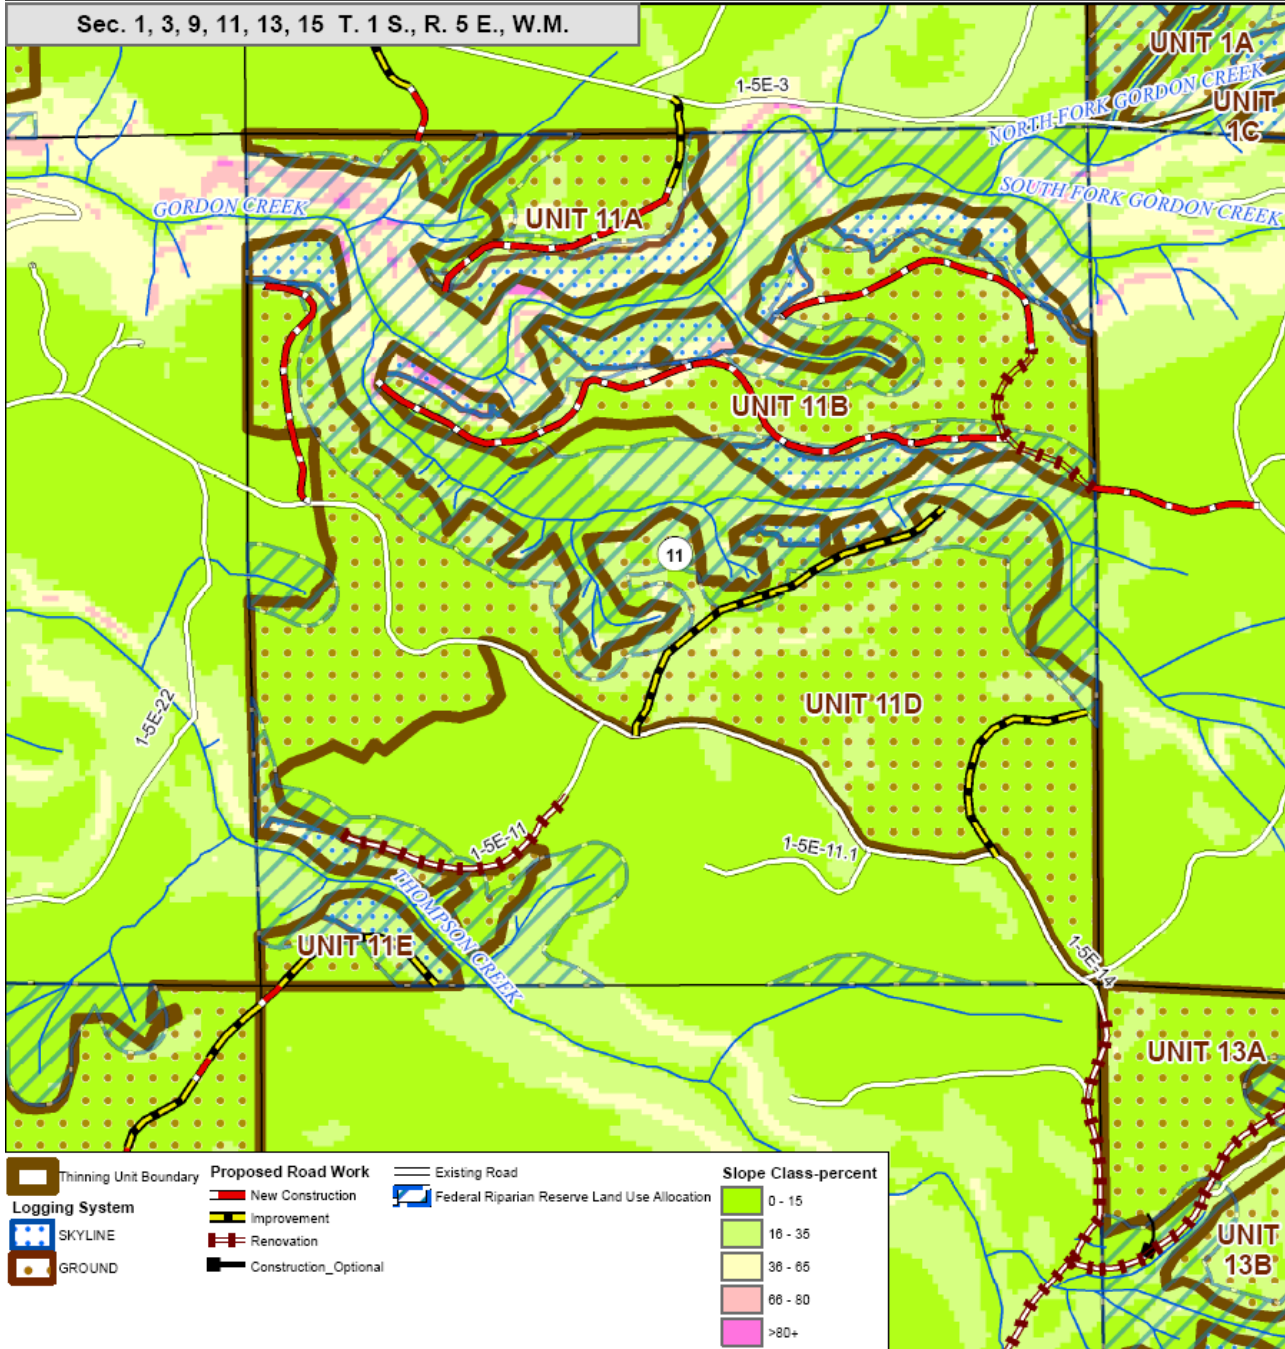 Sec. 1, 3, 9, 11, 13, 15 T. 1 S., R. 5 E., W.M.
UNIT 1A
1-5E-3
NORTH FORK GORDON CREEK
UNIT
1C
SOUTH FORK GORDON CREEK
GORDON CREEK
UNIT 11A
UNIT 11B
11
1-5E-22
UNIT 11D
1-5E-11
1-5E-11.1
THOMPSON CREEK
UNIT 11E
1-5E-14
UNIT 13A
UNIT
13B
Thinning Unit Boundary
Logging System
SKYLINE
GROUND
Proposed Road Work
New Construction
Improvement
Renovation
Construction_Optional
Existing Road
Federal Riparian Reserve Land Use Allocation
Slope Class-percent
0 - 15
16 - 35
36 - 65
66 - 80
>80+